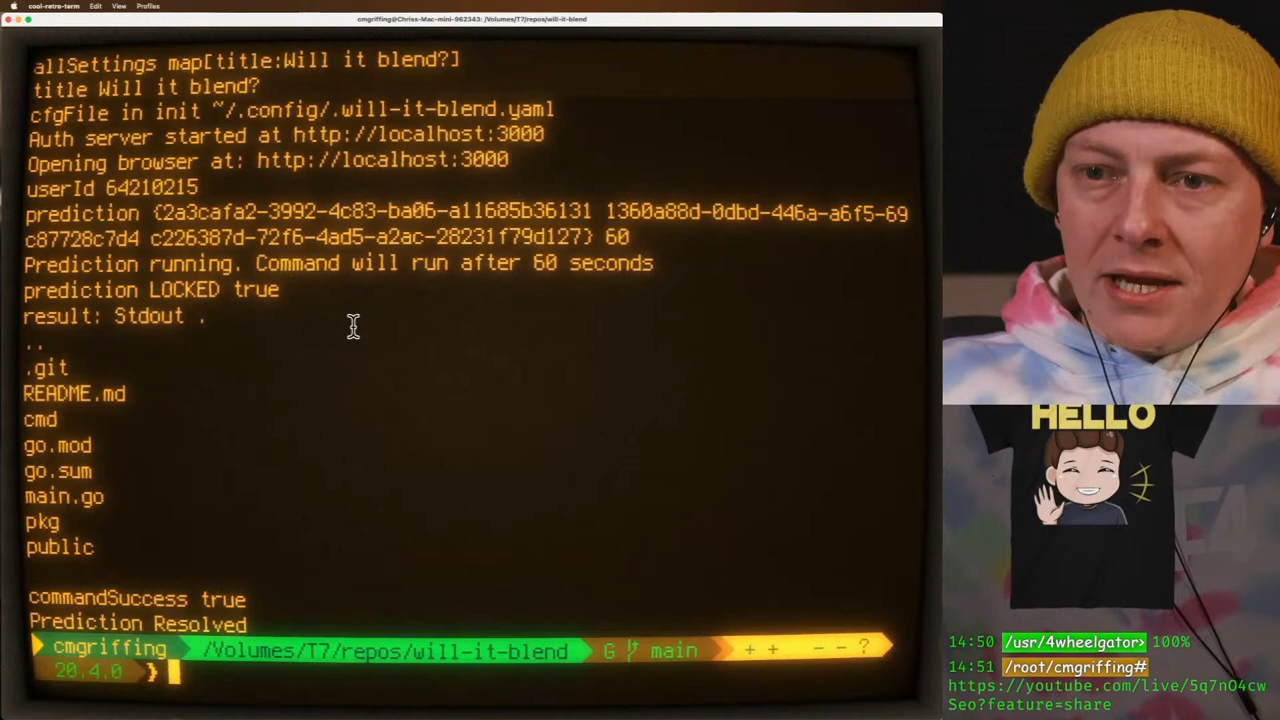 cool-retro-term Edit View Profiles
cmgriffing@Chriss-Mac-mini-962343: /Volumes/T7/repos/will-it-blend
allSettings map[title:Will it blend?]
title Will it blend?
cfgFile in init ~/.config/.will-it-blend.yaml
Auth server started at http://localhost:3000
Opening browser at: http://localhost:3000
userId 64210215
prediction {2a3cafa2-3992-4c83-ba06-a11685b36131 1360a88d-0dbd-446a-a6f5-69
c87728c7d4 c226387d-72f6-4ad5-a2ac-28231f79d127} 60
Prediction running. Command will run after 60 seconds
prediction LOCKED true
result: Stdout .
..
.git
README.md
cmd
go.mod
go.sum
main.go
pkg
public
commandSuccess true
Prediction Resolved
cmgriffing /Volumes/T7/repos/will-it-blend G main ++ --?
20.4.0 }
HELLO
14:50 /usr/4wheelgator> 100%
14:51 /root/cmgriffing#
https://youtube.com/live/5q7nO4cw
Seo?feature=share